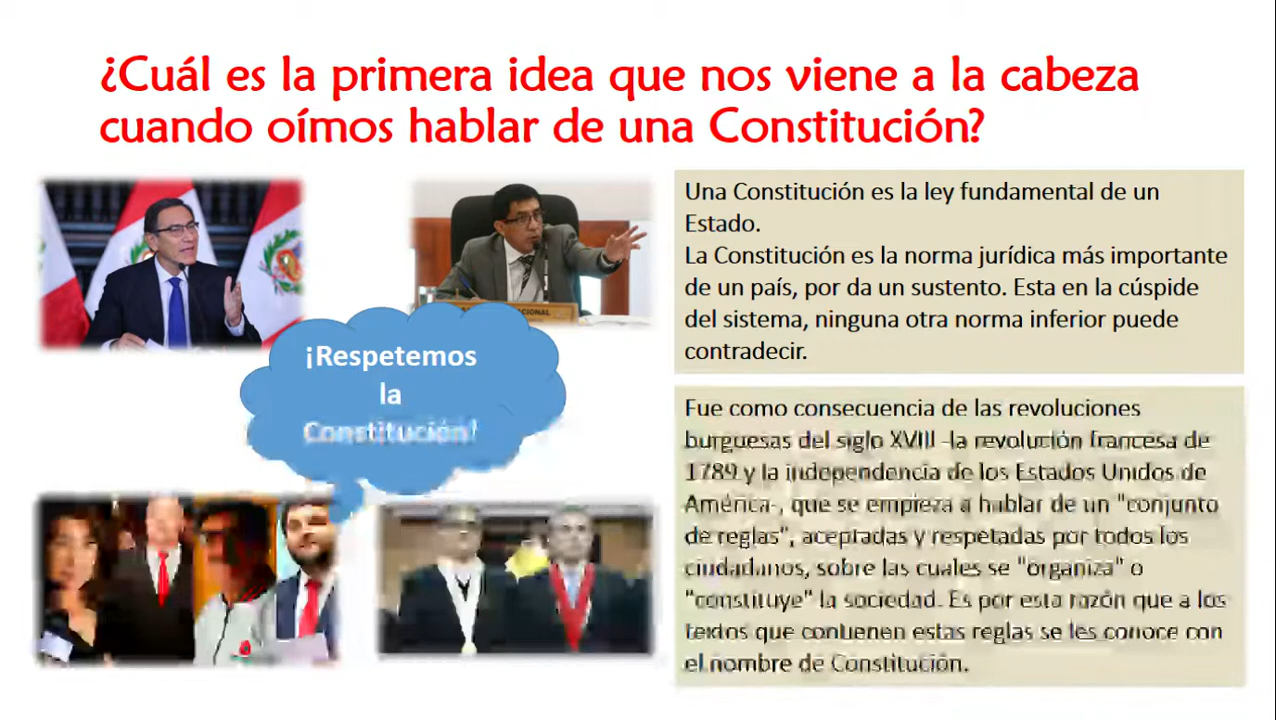 ¿Cuál es la primera idea que nos viene a la cabeza
cuando oímos hablar de una Constitución?
Una Constitución es la ley fundamental de un
Estado.
La Constitución es la norma jurídica más importante
de un país, por da un sustento. Esta en la cúspide
del sistema, ninguna otra norma inferior puede
contradecir.
¡Respetemos
la
Constitución!
Fue como consecuencia de las revoluciones
burguesas del siglo XVIII -la revolución francesa de
1789 y la independencia de los Estados Unidos de
América-, que se empieza a hablar de un "conjunto
de reglas", aceptadas y respetadas por todos los
ciudadanos, sobre las cuales se "organiza" o
"constituye" la sociedad. Es por esta razón que a los
textos que contienen estas reglas se les conoce con
el nombre de Constitución.